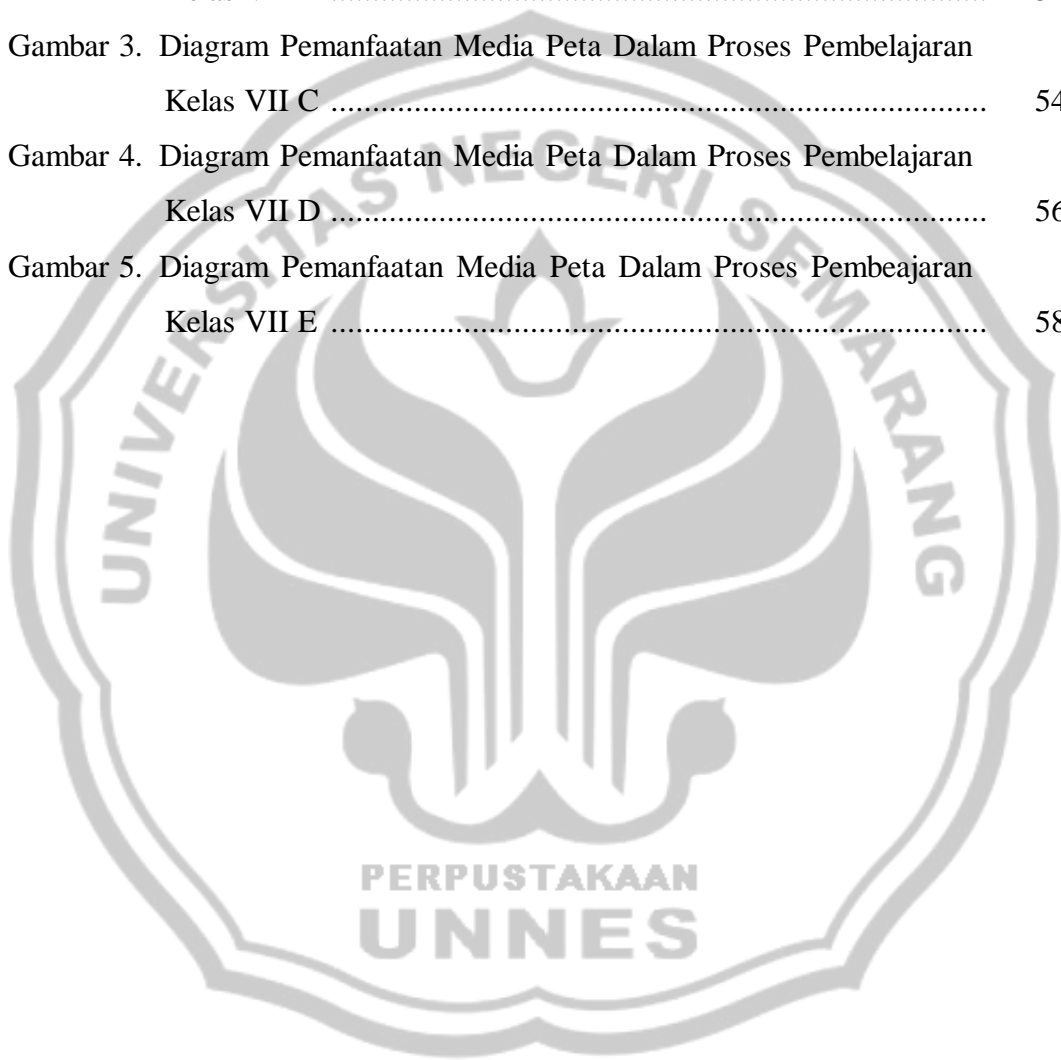 Gambar 3. Diagram Pemanfaatan Media Peta Dalam Proses Pembelajaran
Kelas VII C ........................................................................... 54
Gambar 4. Diagram Pemanfaatan Media Peta Dalam Proses Pembelajaran
Kelas VII D ........................................................................... 56
Gambar 5. Diagram Pemanfaatan Media Peta Dalam Proses Pembeajaran
Kelas VII E ........................................................................... 58
UNIVERSITAS NEGERI SEMARANG
PERPUSTAKAAN
UNNES